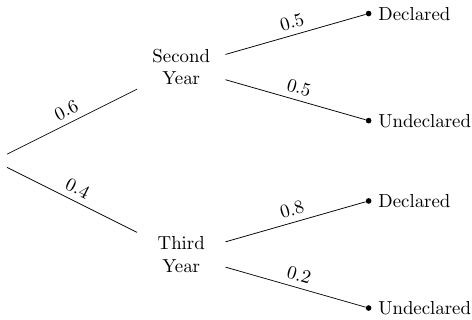 0.5
Declared
Second
Year
0.5
Undeclared
0.6
0.4
0.8
Declared
Third
Year
0.2
Undeclared